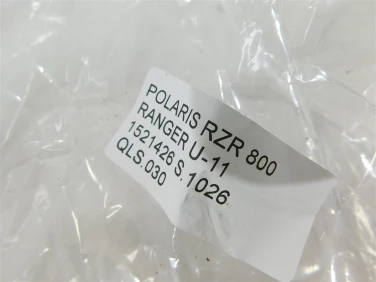 POLARIS RZR 800
RANGER U-11
1521426 S.1026
QLS.030